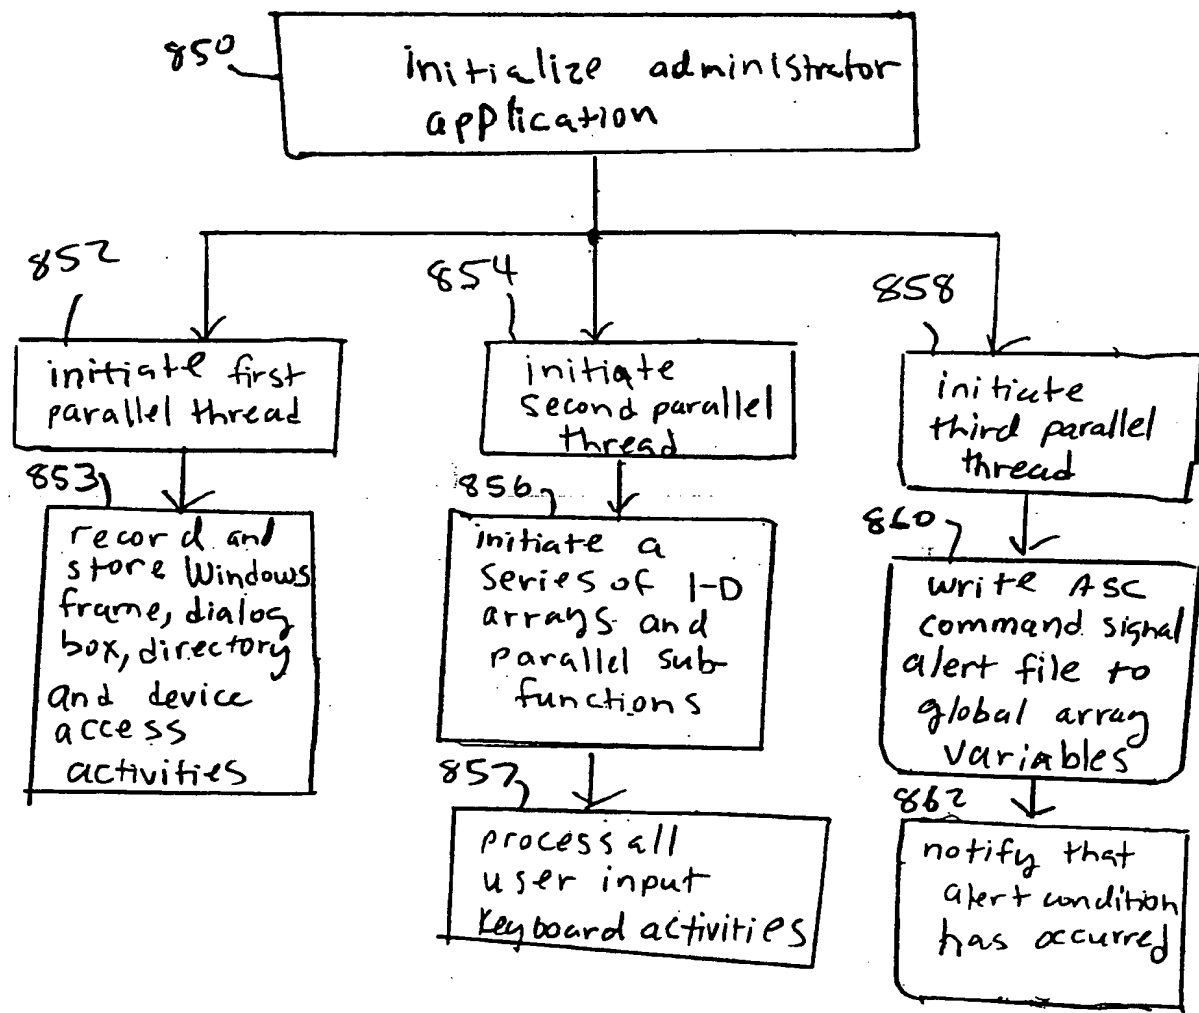 850
initialize administrator
application
852
initiate first
parallel thread
853
record and
store Windows
frame, dialog
box, directory
and device
access
activities
854
initiate
second parallel
thread
856
initiate a
series of 1-D
arrays and
parallel sub-
functions
857
process all
user input
keyboard activities
858
initiate
third parallel
thread
860
write ASC
command signal
alert file to
global array
variables
862
notify that
alert condition
has occurred